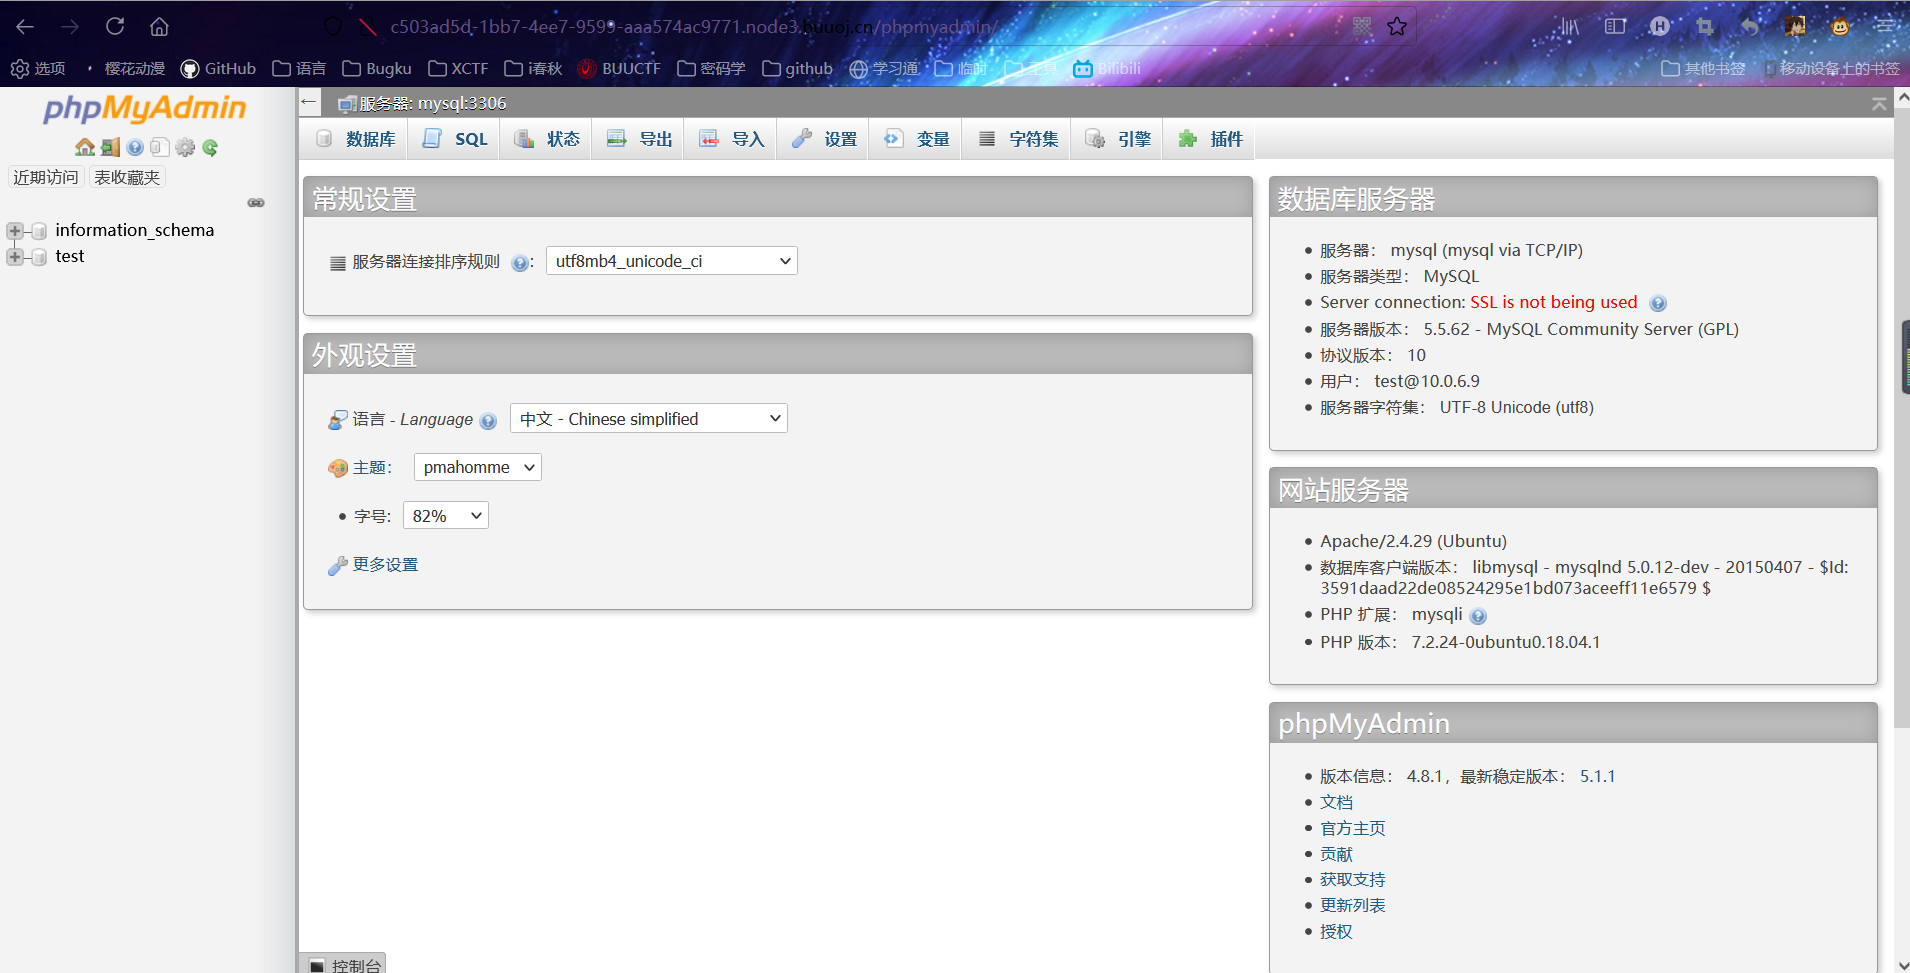 c503ad5d-1bb7-4ee7-9599-aaa574ac9771.node3.buuoj.cn/phpmyadmin/
选项 樱花动漫 GitHub 语言 Bugku XCTF i春秋 BUUCTF 密码学 github 学习通 临时 工具 Bilibili 其他书签 移动设备上的书签
phpMyAdmin
近期访问 表收藏夹
information_schema
test
服务器: mysql:3306
数据库 SQL 状态 导出 导入 设置 变量 字符集 引擎 插件
常规设置
服务器连接排序规则 : utf8mb4_unicode_ci
外观设置
语言 - Language 中文 - Chinese simplified
主题： pmahomme
字号: 82%
更多设置
数据库服务器
服务器： mysql (mysql via TCP/IP)
服务器类型： MySQL
Server connection: SSL is not being used
服务器版本： 5.5.62 - MySQL Community Server (GPL)
协议版本： 10
用户： test@10.0.6.9
服务器字符集： UTF-8 Unicode (utf8)
网站服务器
Apache/2.4.29 (Ubuntu)
数据库客户端版本： libmysql - mysqlnd 5.0.12-dev - 20150407 - $Id:
3591daad22de08524295e1bd073aceeff11e6579 $
PHP 扩展： mysqli
PHP 版本： 7.2.24-0ubuntu0.18.04.1
phpMyAdmin
版本信息： 4.8.1，最新稳定版本： 5.1.1
文档
官方主页
贡献
获取支持
更新列表
授权
控制台